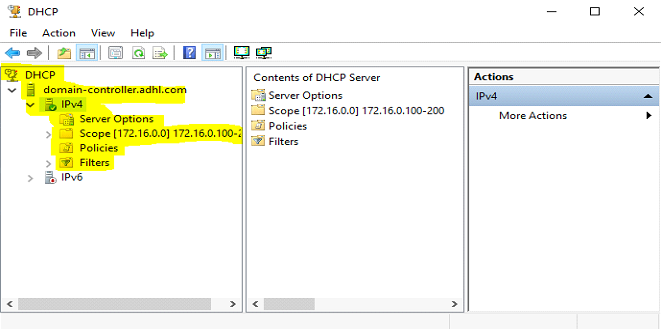 DHCP
File Action View Help
DHCP
domain-controller.adhl.com
IPv4
Server Options
Scope [172.16.0.0] 172.16.0.100-2
Policies
Filters
IPv6
Contents of DHCP Server
Server Options
Scope [172.16.0.0] 172.16.0.100-200
Policies
Filters
Actions
IPv4
More Actions